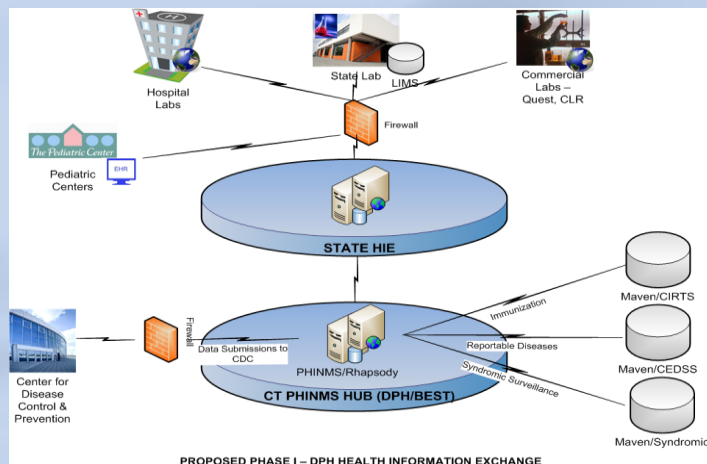 Hospital
Labs
State Lab
LIMS
Commercial
Labs –
Quest, CLR
Firewall
The Pediatric Center
EHR
Pediatric
Centers
STATE HIE
Maven/CIRTS
Immunization
Firewall
Data Submissions to
CDC
PHINMS/Rhapsody
Reportable Diseases
Maven/CEDSS
Syndromic Surveillance
Center for
Disease
Control &
Prevention
CT PHINMS HUB (DPH/BEST)
Maven/Syndromic
PROPOSED PHASE I – DPH HEALTH INFORMATION EXCHANGE